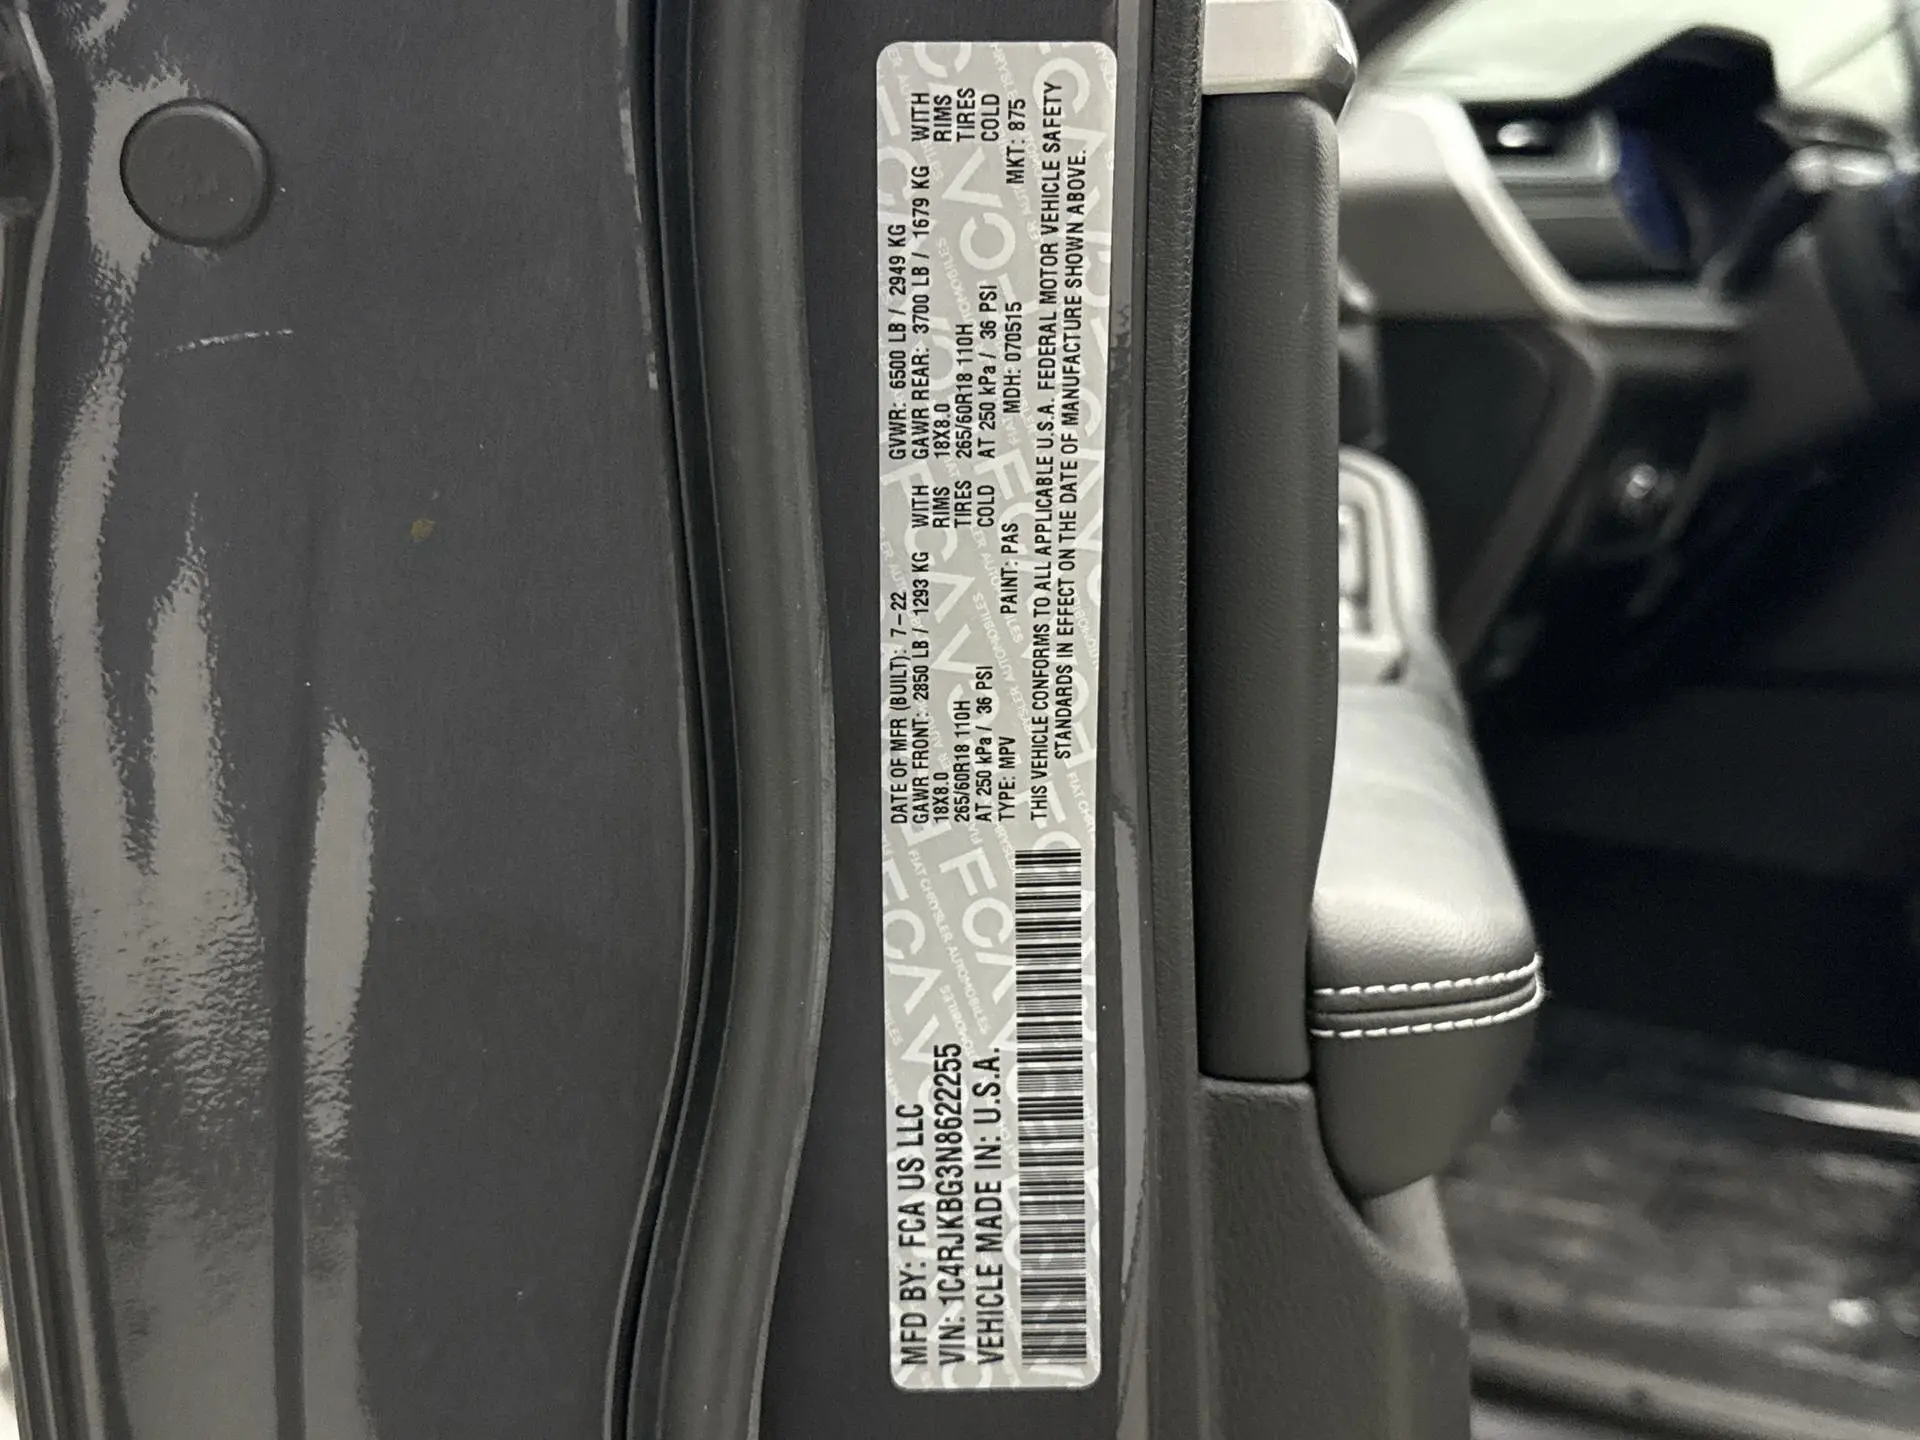 MFD BY: FCA US LLC
VIN: 1C4RJKBG3N8622255
VEHICLE MADE IN: U.S.A.
DATE OF MFR (BUILT): 7-22 GVWR: 6500 LB / 2949 KG
GAWR FRONT: 2850 LB / 1293 KG WITH GAWR REAR: 3700 LB / 1679 KG WITH
18X8.0 RIMS 18X8.0 RIMS
265/60R18 110H TIRES 265/60R18 110H TIRES
AT 250 kPa / 36 PSI COLD AT 250 kPa / 36 PSI COLD
TYPE: MPV PAINT: PAS MDH: 070515 MKT: 875
THIS VEHICLE CONFORMS TO ALL APPLICABLE U.S.A. FEDERAL MOTOR VEHICLE SAFETY
STANDARDS IN EFFECT ON THE DATE OF MANUFACTURE SHOWN ABOVE.